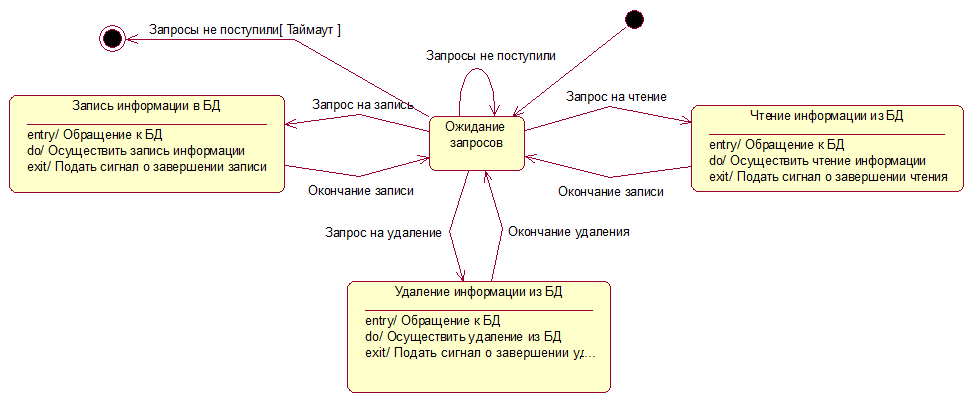 Запросы не поступили[ Таймаут ]
Запросы не поступили
Запись информации в БД
entry/ Обращение к БД
do/ Осуществить запись информации
exit/ Подать сигнал о завершении записи
Запрос на запись
Ожидание
запросов
Запрос на чтение
Чтение информации из БД
entry/ Обращение к БД
do/ Осуществить чтение информации
exit/ Подать сигнал о завершении чтения
Окончание записи
Окончание записи
Запрос на удаление
Окончание удаления
Удаление информации из БД
entry/ Обращение к БД
do/ Осуществить удаление из БД
exit/ Подать сигнал о завершении уд...